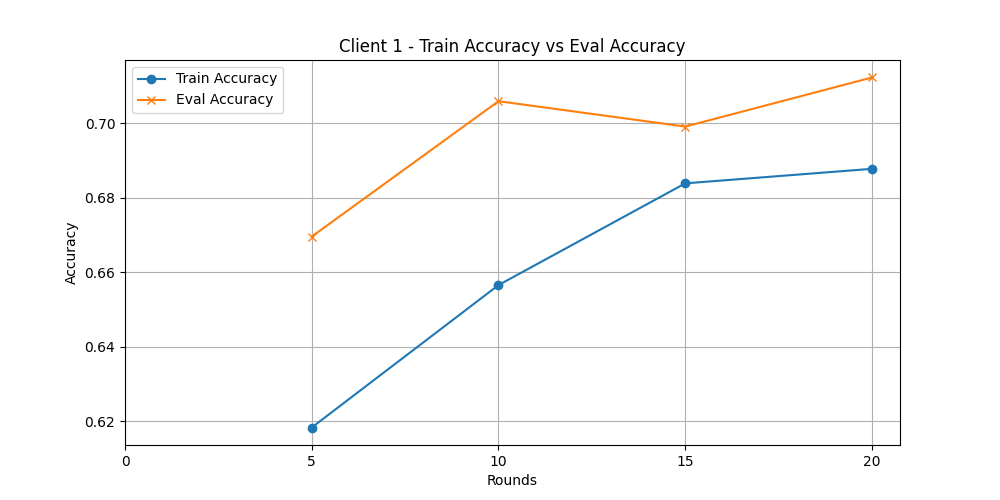 Client 1 - Train Accuracy vs Eval Accuracy
Train Accuracy
Eval Accuracy
0.70
0.68
0.66
0.64
0.62
Accuracy
0 5 10 15 20
Rounds